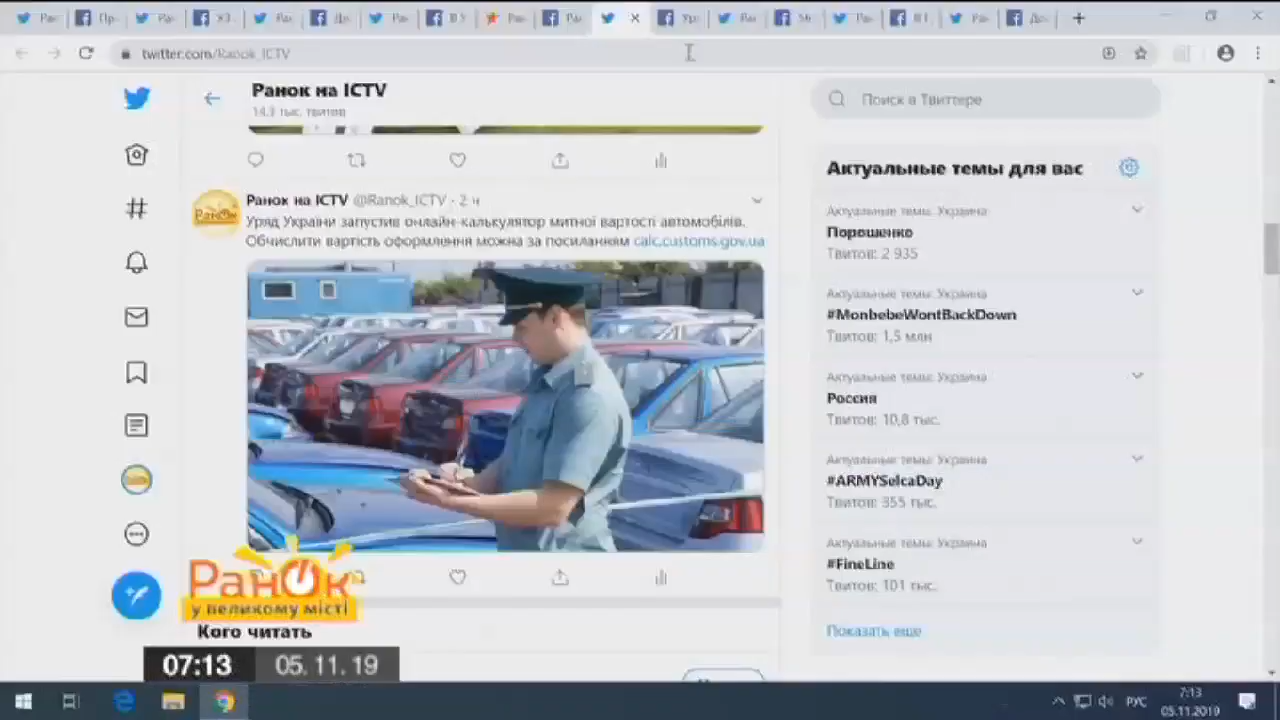 twitter.com/Ranok_ICTV
Ранок на ICTV
14,3 тыс. твитов
Ранок на ICTV @Ranok_ICTV · 2 ч
Уряд України запустив онлайн-калькулятор митної вартості автомобілів.
Обчислити вартість оформлення можна за посиланням calc.customs.gov.ua
Кого читать
Поиск в Твиттере
Актуальные темы для вас
Актуальные темы: Украина
Порошенко
Твитов: 2 935
Актуальные темы: Украина
#MonbebeWontBackDown
Твитов: 1,5 млн
Актуальные темы: Украина
Россия
Твитов: 10,8 тыс.
Актуальные темы: Украина
#ARMYSelcaDay
Твитов: 355 тыс.
Актуальные темы: Украина
#FineLine
Твитов: 101 тыс.
Показать еще
Ранок
у великому місті
07:13 05.11.19
РУС
7:13
05.11.2019